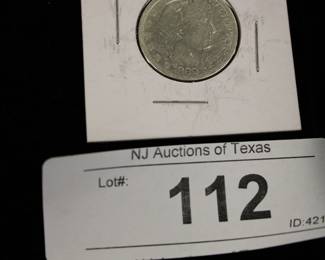 NJ Auctions of Texas
Lot#:
112
ID:421